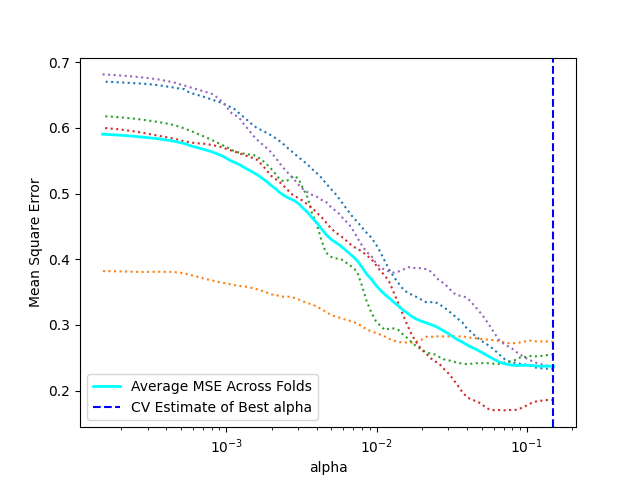 0.7
0.6
0.5
0.4
0.3
0.2
Mean Square Error
Average MSE Across Folds
CV Estimate of Best alpha
10⁻³
10⁻²
10⁻¹
alpha